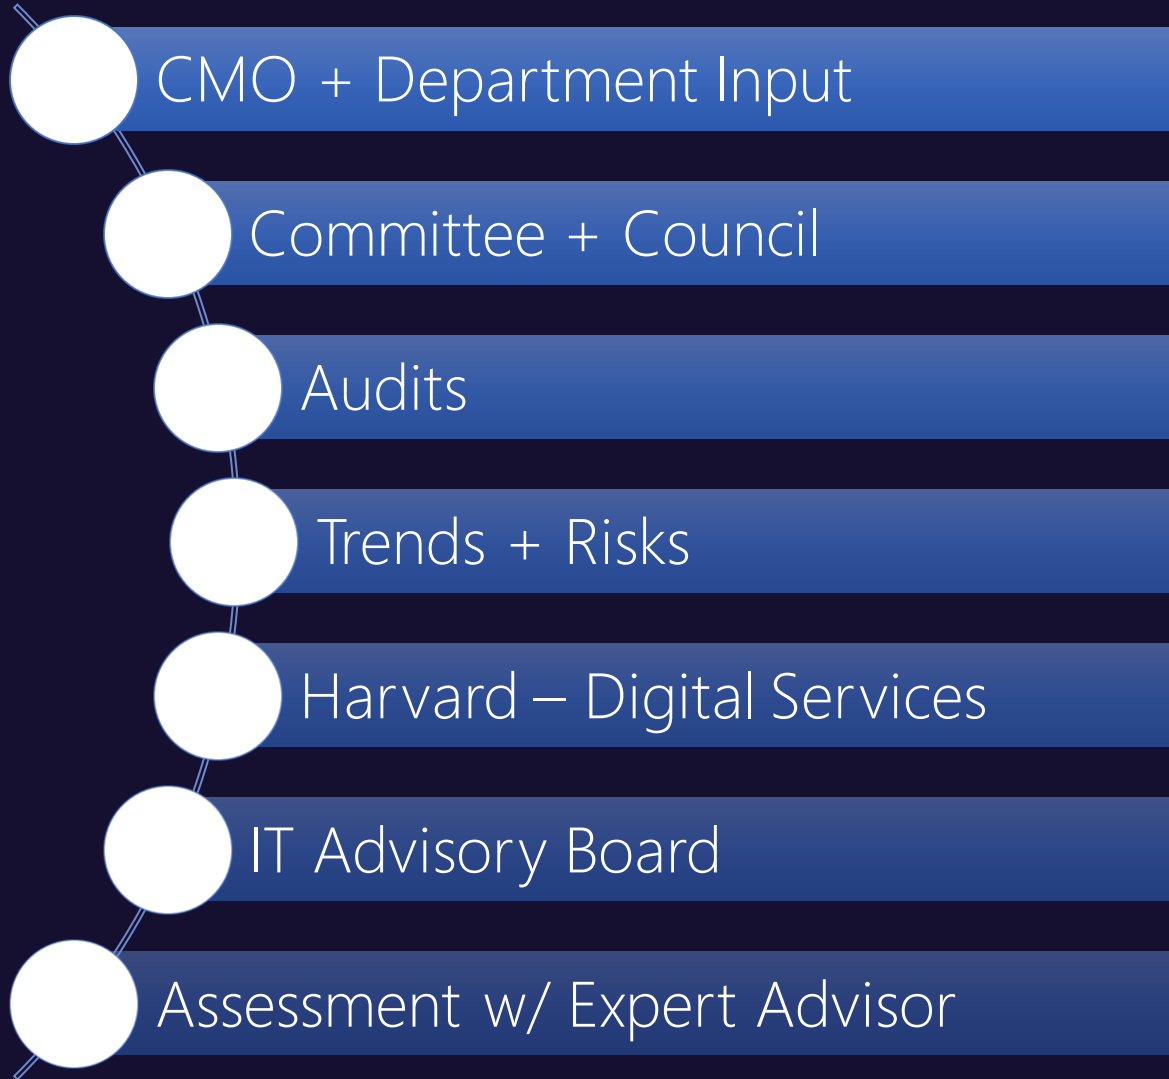 CMO + Department Input
Committee + Council
Audits
Trends + Risks
Harvard – Digital Services
IT Advisory Board
Assessment w/ Expert Advisor